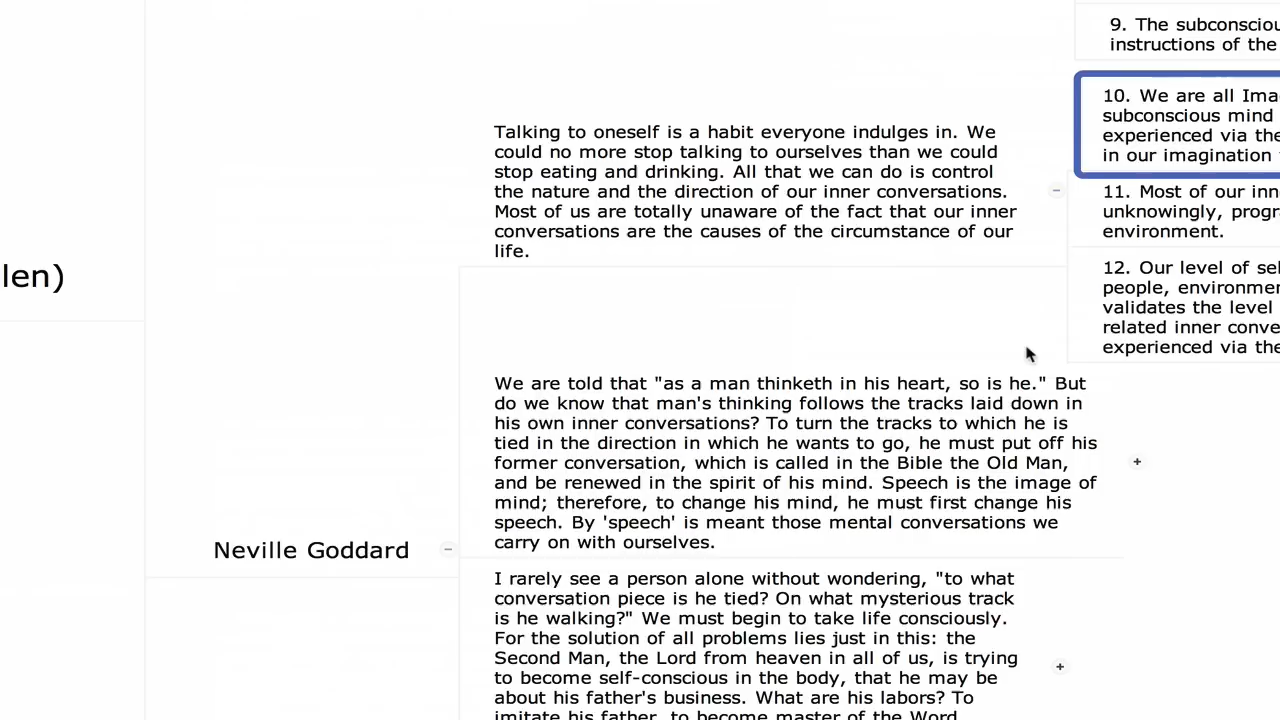 len)
Neville Goddard
Talking to oneself is a habit everyone indulges in. We
could no more stop talking to ourselves than we could
stop eating and drinking. All that we can do is control
the nature and the direction of our inner conversations.
Most of us are totally unaware of the fact that our inner
conversations are the causes of the circumstance of our
life.
We are told that "as a man thinketh in his heart, so is he." But
do we know that man's thinking follows the tracks laid down in
his own inner conversations? To turn the tracks to which he is
tied in the direction in which he wants to go, he must put off his
former conversation, which is called in the Bible the Old Man,
and be renewed in the spirit of his mind. Speech is the image of
mind; therefore, to change his mind, he must first change his
speech. By 'speech' is meant those mental conversations we
carry on with ourselves.
I rarely see a person alone without wondering, "to what
conversation piece is he tied? On what mysterious track
is he walking?" We must begin to take life consciously.
For the solution of all problems lies just in this: the
Second Man, the Lord from heaven in all of us, is trying
to become self-conscious in the body, that he may be
about his father's business. What are his labors? To
imitate his father, to become master of the Word,
9. The subconsciou
instructions of the
10. We are all Ima
subconscious mind
experienced via the
in our imagination
11. Most of our inn
unknowingly, progr
environment.
12. Our level of sel
people, environmen
validates the level
related inner conve
experienced via the